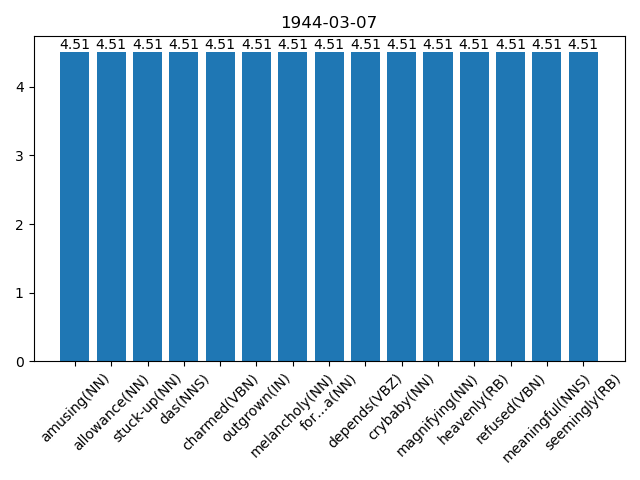 1944-03-07
4.51 4.51 4.51 4.51 4.51 4.51 4.51 4.51 4.51 4.51 4.51 4.51 4.51 4.51 4.51
4
3
2
1
0
amusing(NN)
allowance(NN)
stuck-up(NN)
das(NNS)
charmed(VBN)
outgrown(IN)
melancholy(NN)
for...a(NN)
depends(VBZ)
crybaby(NN)
magnifying(NN)
heavenly(RB)
refused(VBN)
meaningful(NNS)
seemingly(RB)